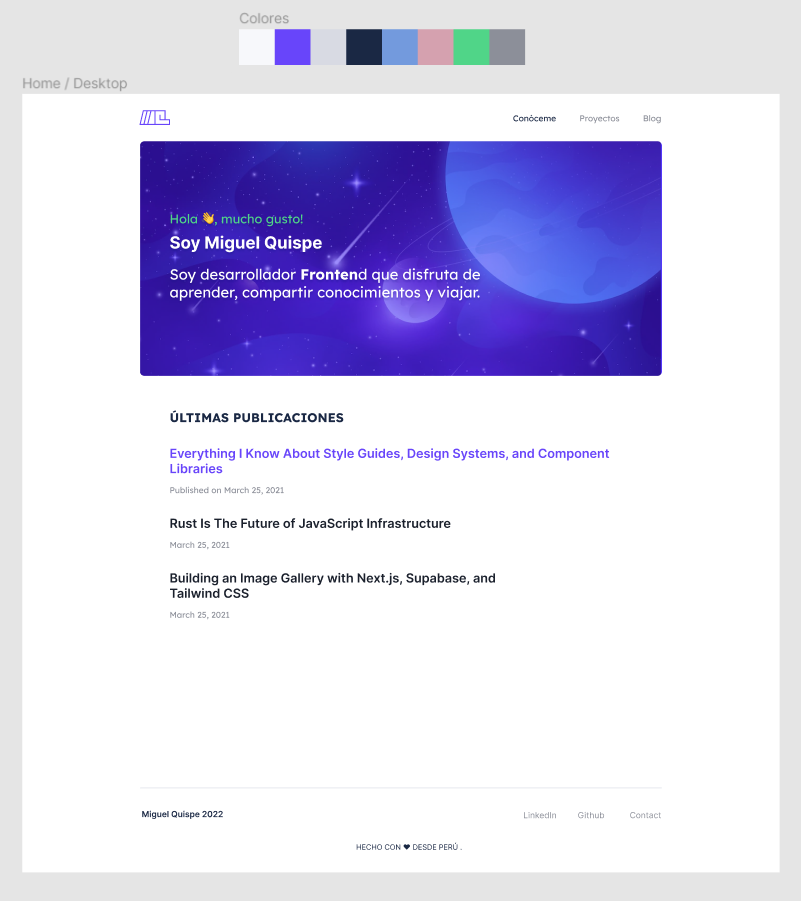 Colores
Home / Desktop
Conóceme
Proyectos
Blog
Hola 👋, mucho gusto!
Soy Miguel Quispe
Soy desarrollador Frontend que disfruta de
aprender, compartir conocimientos y viajar.
ÚLTIMAS PUBLICACIONES
Everything I Know About Style Guides, Design Systems, and Component
Libraries
Published on March 25, 2021
Rust Is The Future of JavaScript Infrastructure
March 25, 2021
Building an Image Gallery with Next.js, Supabase, and
Tailwind CSS
March 25, 2021
Miguel Quispe 2022
LinkedIn
Github
Contact
HECHO CON ❤ DESDE PERÚ .